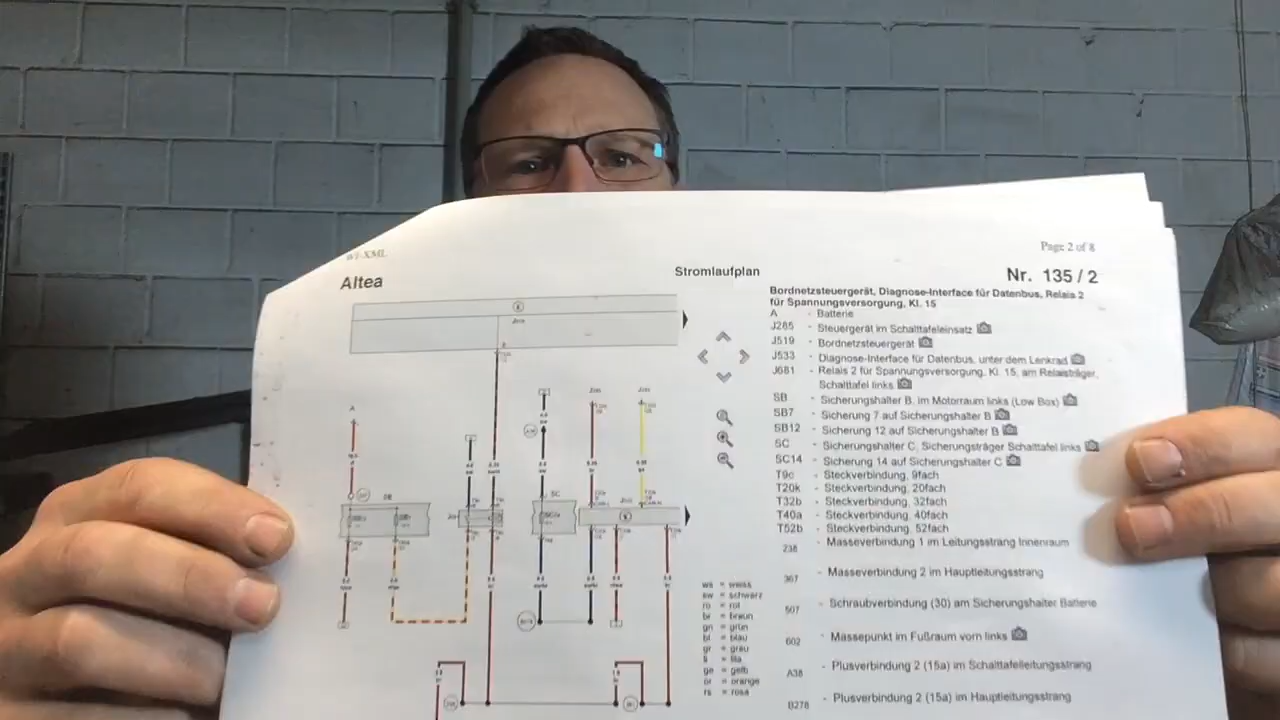 Page 2 of 8
Altea
Stromlaufplan
Nr. 135 / 2
Bordnetzsteuergerät, Diagnose-Interface für Datenbus, Relais 2
für Spannungsversorgung, Kl. 15
A - Batterie
J285 - Steuergerät im Schalttafeleinsatz
J519 - Bordnetzsteuergerät
J533 - Diagnose-Interface für Datenbus, unter dem Lenkrad
J681 - Relais 2 für Spannungsversorgung, Kl. 15, am Relaisträger,
Schalttafel links
SB - Sicherungshalter B, im Motorraum links (Low Box)
SB7 - Sicherung 7 auf Sicherungshalter B
SB12 - Sicherung 12 auf Sicherungshalter B
SC - Sicherungshalter C, Sicherungsträger Schalttafel links
SC14 - Sicherung 14 auf Sicherungshalter C
T9c - Steckverbindung, 9fach
T20k - Steckverbindung, 20fach
T32b - Steckverbindung, 32fach
T40a - Steckverbindung, 40fach
T52b - Steckverbindung, 52fach
238 - Masseverbindung 1 im Leitungsstrang Innenraum
367 - Masseverbindung 2 im Hauptleitungsstrang
507 - Schraubverbindung (30) am Sicherungshalter Batterie
602 - Massepunkt im Fußraum vorn links
A38 - Plusverbindung 2 (15a) im Schalttafelleitungsstrang
B278 - Plusverbindung 2 (15a) im Hauptleitungsstrang
ws = weiss
sw = schwarz
ro = rot
br = braun
gn = grün
bl = blau
gr = grau
li = lila
ge = gelb
or = orange
rs = rosa
A
SB
SC